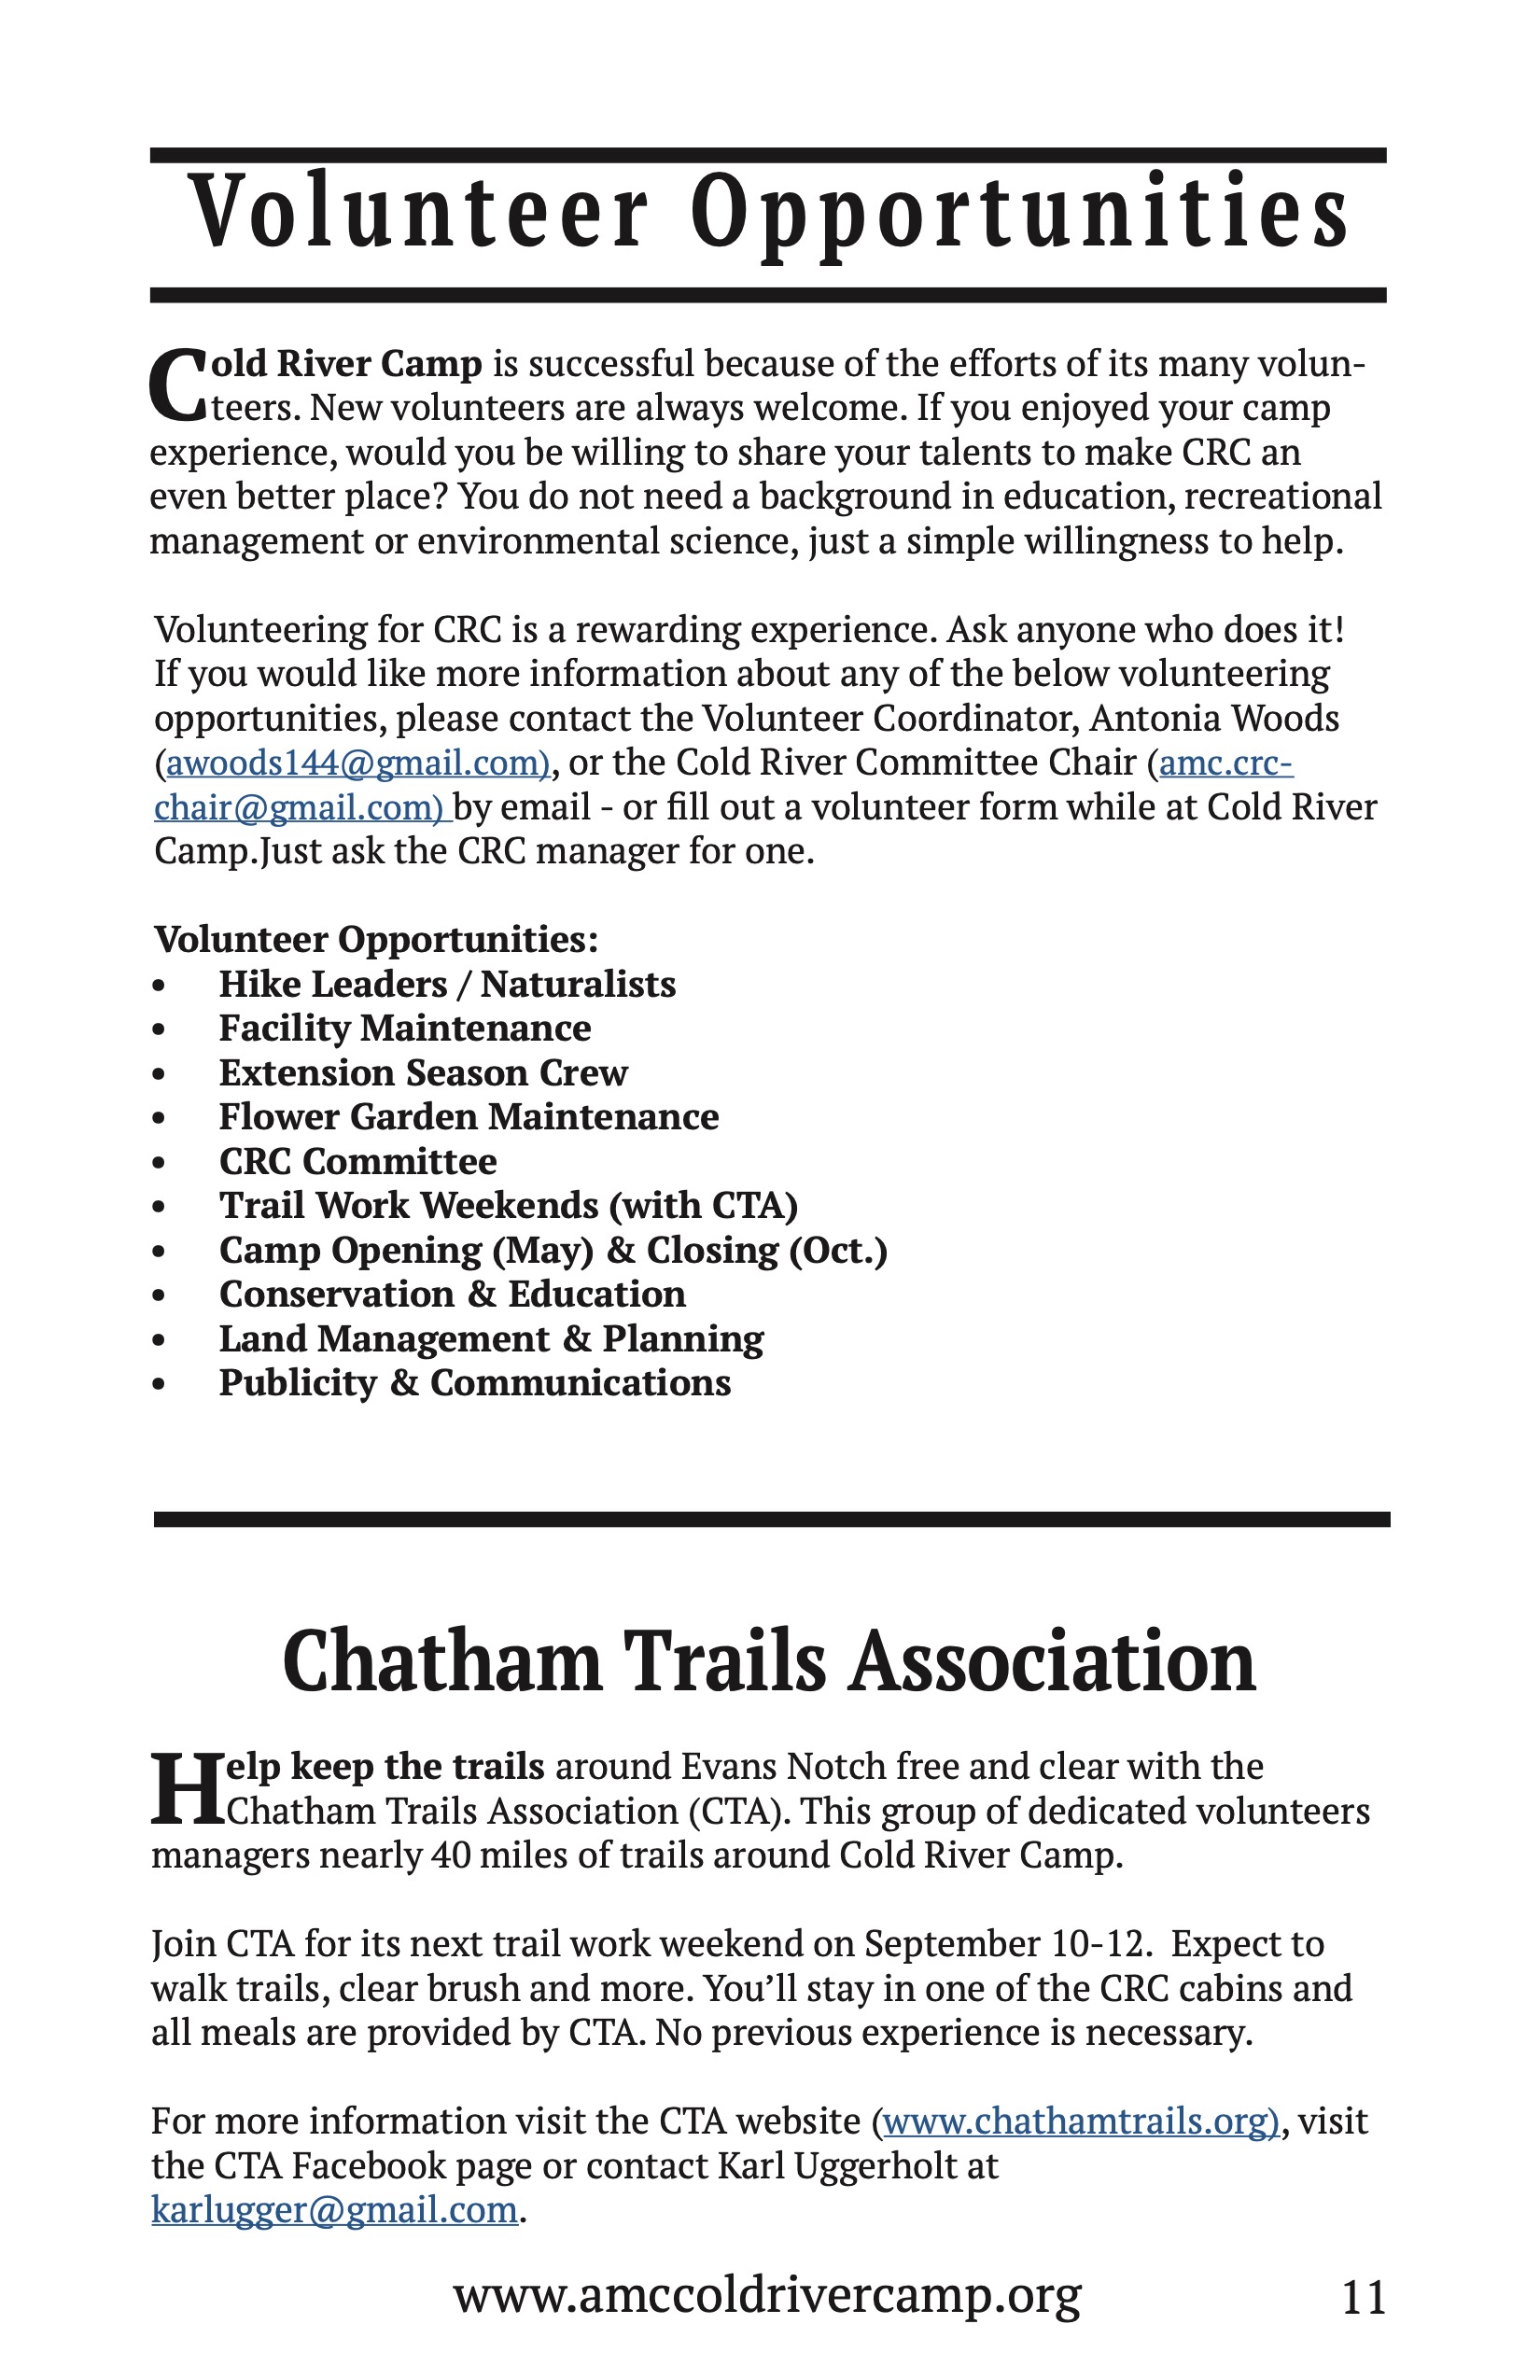 Volunteer Opportunities
Cold River Camp is successful because of the efforts of its many volun-
teers. New volunteers are always welcome. If you enjoyed your camp
experience, would you be willing to share your talents to make CRC an
even better place? You do not need a background in education, recreational
management or environmental science, just a simple willingness to help.
Volunteering for CRC is a rewarding experience. Ask anyone who does it!
If you would like more information about any of the below volunteering
opportunities, please contact the Volunteer Coordinator, Antonia Woods
(awoods144@gmail.com), or the Cold River Committee Chair (amc.crc-
chair@gmail.com) by email - or fill out a volunteer form while at Cold River
Camp.Just ask the CRC manager for one.
Volunteer Opportunities:
• Hike Leaders / Naturalists
• Facility Maintenance
• Extension Season Crew
• Flower Garden Maintenance
• CRC Committee
• Trail Work Weekends (with CTA)
• Camp Opening (May) & Closing (Oct.)
• Conservation & Education
• Land Management & Planning
• Publicity & Communications
Chatham Trails Association
Help keep the trails around Evans Notch free and clear with the
Chatham Trails Association (CTA). This group of dedicated volunteers
managers nearly 40 miles of trails around Cold River Camp.
Join CTA for its next trail work weekend on September 10-12.  Expect to
walk trails, clear brush and more. You’ll stay in one of the CRC cabins and
all meals are provided by CTA. No previous experience is necessary.
For more information visit the CTA website (www.chathamtrails.org), visit
the CTA Facebook page or contact Karl Uggerholt at
karlugger@gmail.com.
www.amccoldrivercamp.org 11